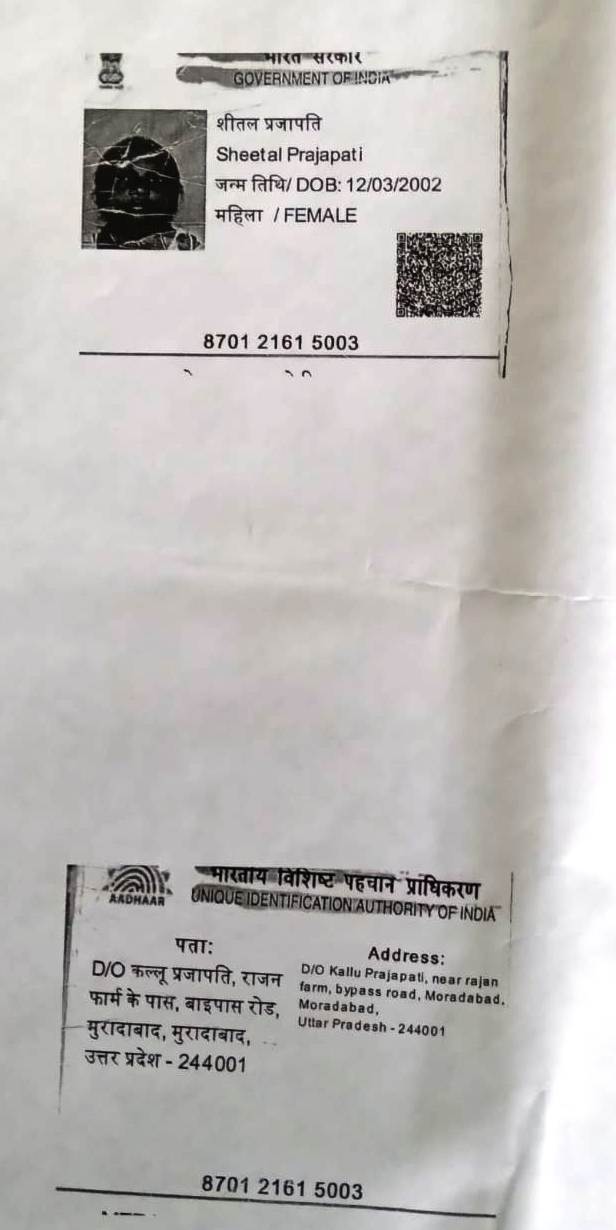 भारत सरकार
GOVERNMENT OF INDIA
शीतल प्रजापति
Sheetal Prajapati
जन्म तिथि/ DOB: 12/03/2002
महिला / FEMALE
8701 2161 5003
भारतीय विशिष्ट पहचान प्राधिकरण
AADHAAR
UNIQUE IDENTIFICATION AUTHORITY OF INDIA
पता:
D/O कल्लू प्रजापति, राजन
फार्म के पास, बाइपास रोड,
मुरादाबाद, मुरादाबाद,
उत्तर प्रदेश - 244001
Address:
D/O Kallu Prajapati, near rajan
farm, bypass road, Moradabad,
Moradabad,
Uttar Pradesh - 244001
8701 2161 5003